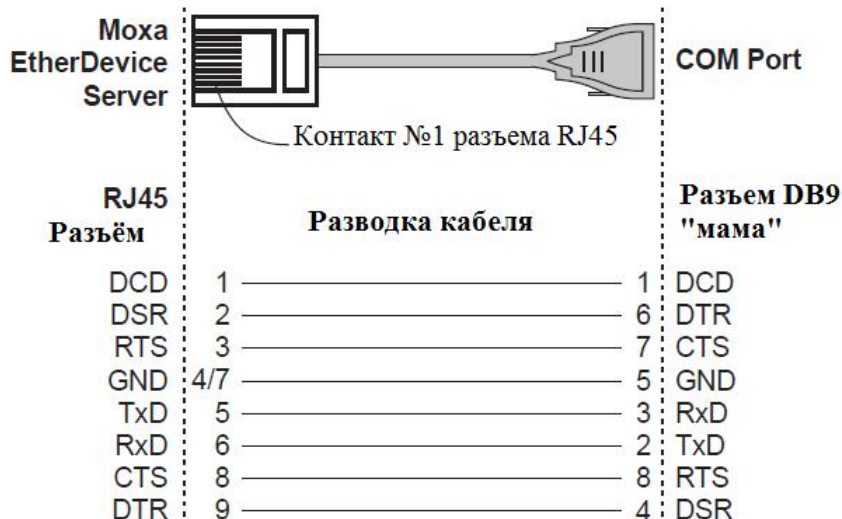 Moxa
EtherDevice
Server
COM Port
Контакт №1 разъема RJ45
RJ45
Разъём
Разводка кабеля
Разъем DB9
"мама"
DCD 1 1 DCD
DSR 2 6 DTR
RTS 3 7 CTS
GND 4/7 5 GND
TxD 5 3 RxD
RxD 6 2 TxD
CTS 8 8 RTS
DTR 9 4 DSR